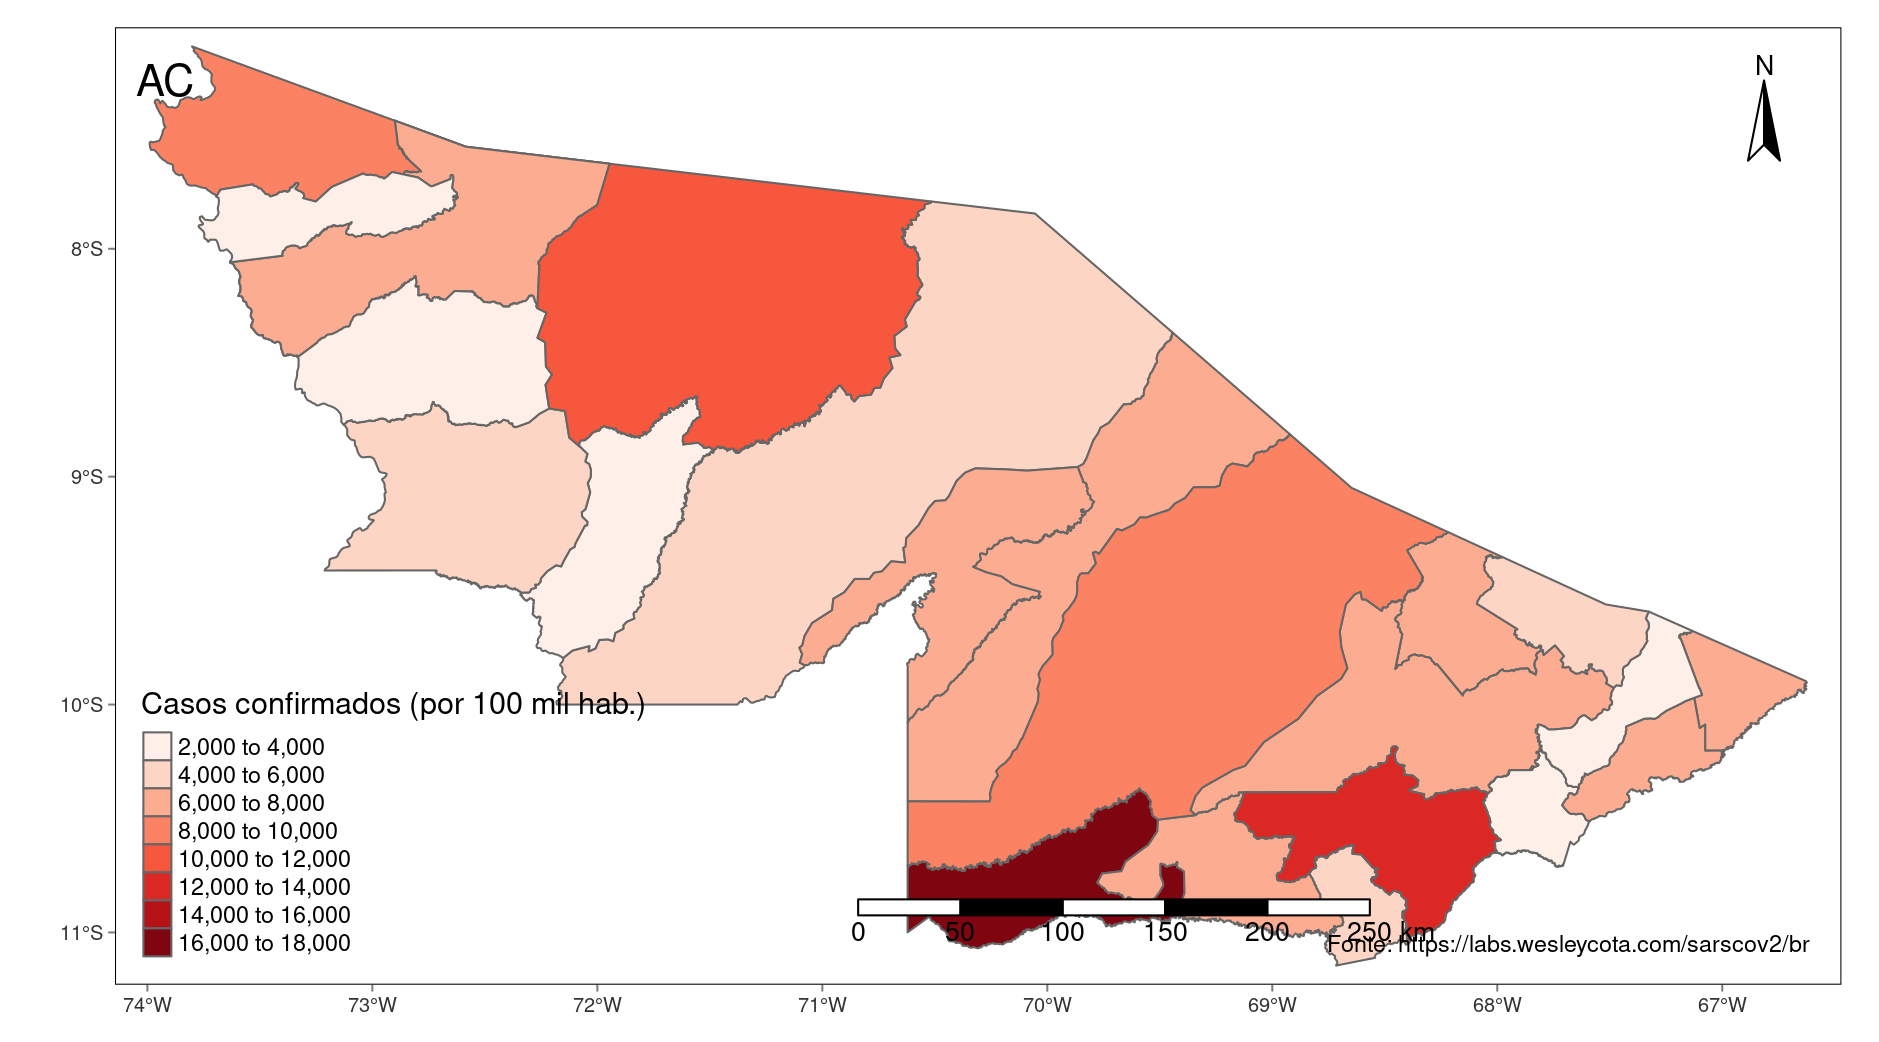 AC
N
8°S
9°S
10°S
11°S
Casos confirmados (por 100 mil hab.)
2,000 to 4,000
4,000 to 6,000
6,000 to 8,000
8,000 to 10,000
10,000 to 12,000
12,000 to 14,000
14,000 to 16,000
16,000 to 18,000
0 50 100 150 200 250 km
Fonte: https://labs.wesleycota.com/sarscov2/br
74°W 73°W 72°W 71°W 70°W 69°W 68°W 67°W